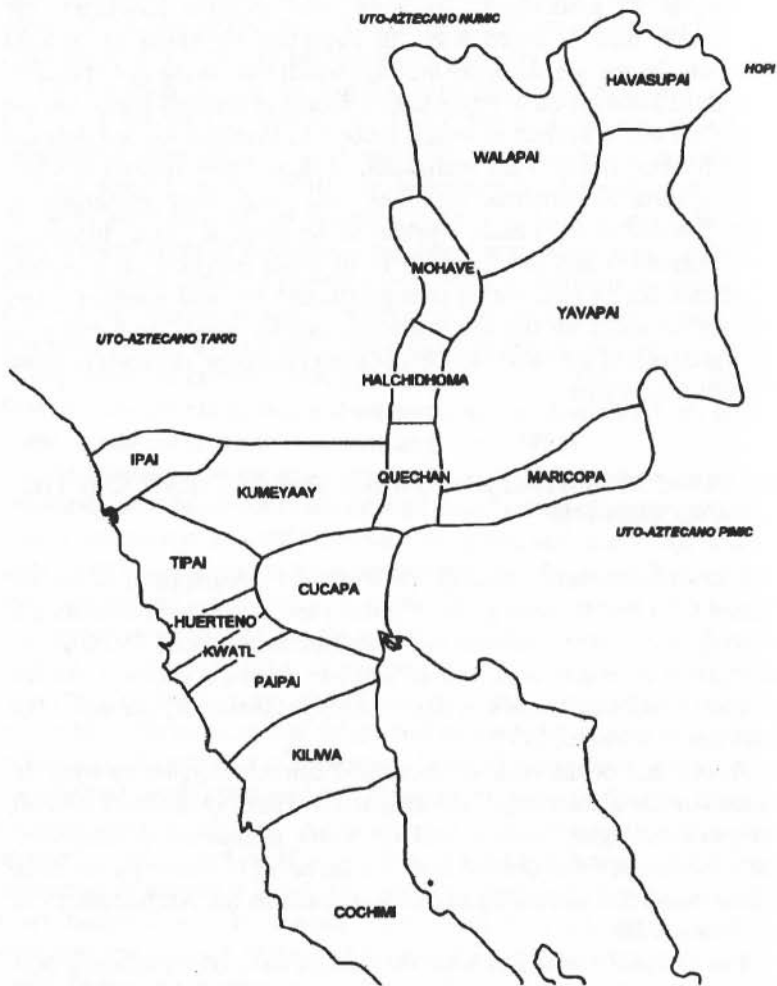 UTO-AZTECANO NUMIC
HAVASUPAI
HOPI
WALAPAI
MOHAVE
YAVAPAI
UTO-AZTECANO TAKIC
HALCHIDHOMA
IPAI
KUMEYAAY
QUECHAN
MARICOPA
UTO-AZTECANO PIMIC
TIPAI
CUCAPA
HUERTENO
KWATL
PAIPAI
KILIWA
COCHIMI